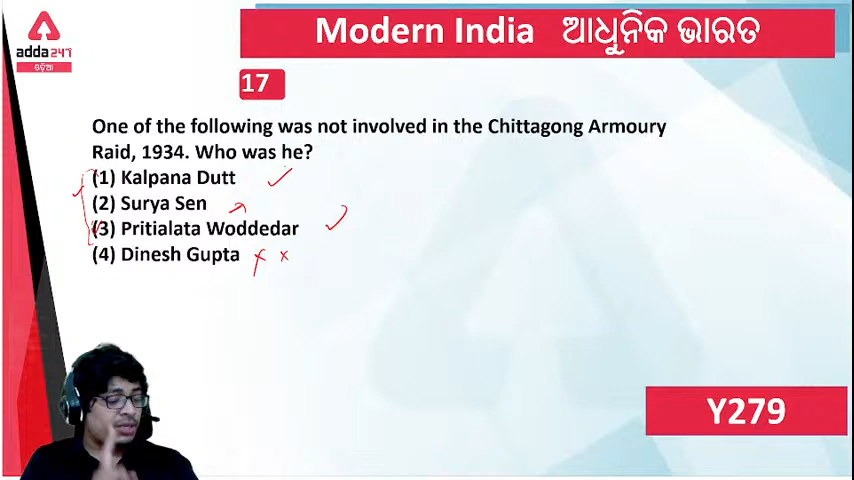 adda247
ଓଡ଼ିଆ
Modern India ଆଧୁନିକ ଭାରତ
17
One of the following was not involved in the Chittagong Armoury
Raid, 1934. Who was he?
(1) Kalpana Dutt
(2) Surya Sen
(3) Pritialata Woddedar
(4) Dinesh Gupta
Y279